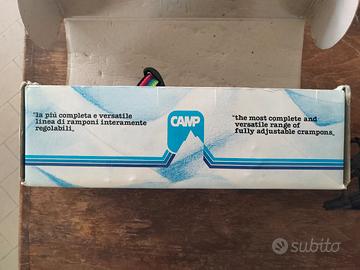 "la più completa e versatile
linea di ramponi interamente
regolabili„
CAMP
"the most complete and
versatile range of
fully adjustable crampons„
subito